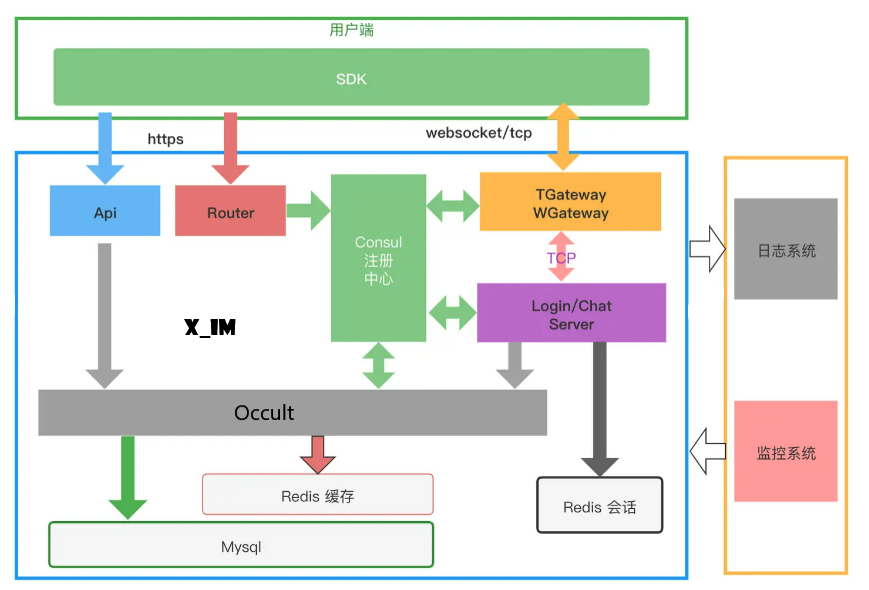 用户端
SDK
https
websocket/tcp
Api
Router
Consul
注册
中心
TGateway
WGateway
TCP
Login/Chat
Server
X_IM
Occult
Redis 缓存
Mysql
Redis 会话
日志系统
监控系统